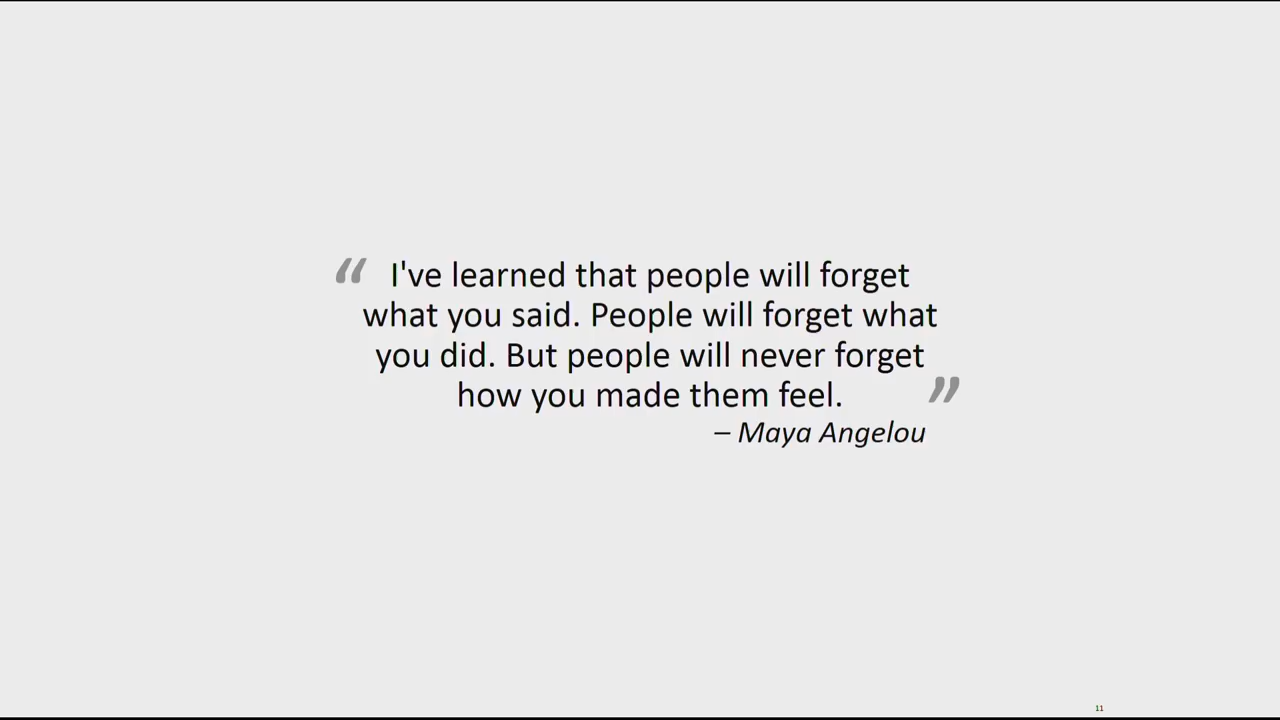 “ I've learned that people will forget
what you said. People will forget what
you did. But people will never forget
how you made them feel. ”
– Maya Angelou
11